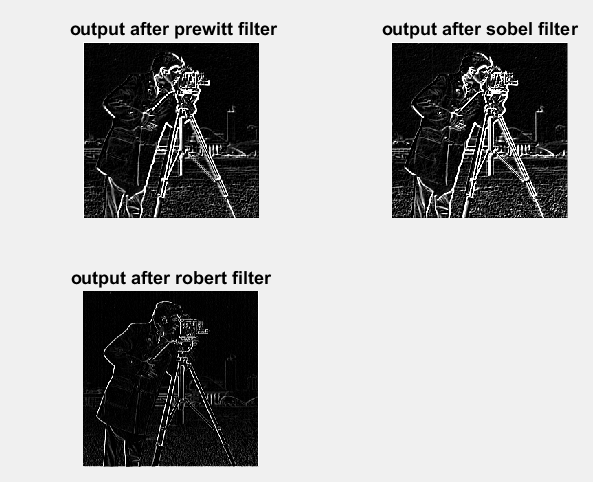 output after prewitt filter
output after sobel filter
output after robert filter